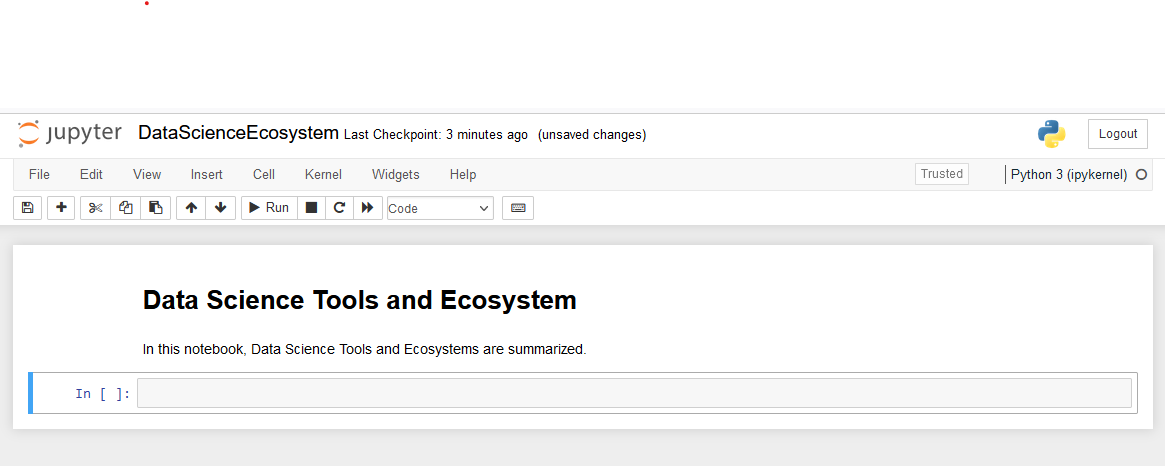 jupyter DataScienceEcosystem Last Checkpoint: 3 minutes ago (unsaved changes) Logout
File Edit View Insert Cell Kernel Widgets Help Trusted Python 3 (ipykernel)
Run Code
Data Science Tools and Ecosystem
In this notebook, Data Science Tools and Ecosystems are summarized.
In [ ]: